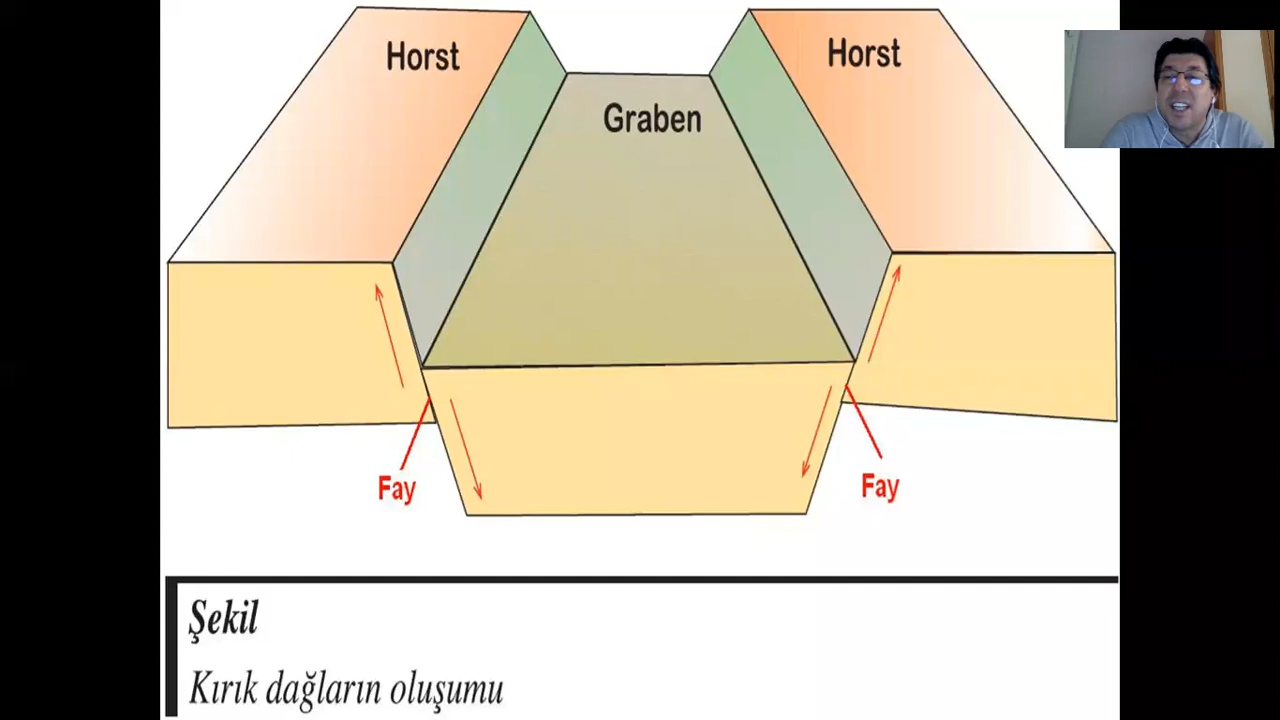 Horst
Horst
Graben
Fay
Fay
Şekil
Kırık dağların oluşumu